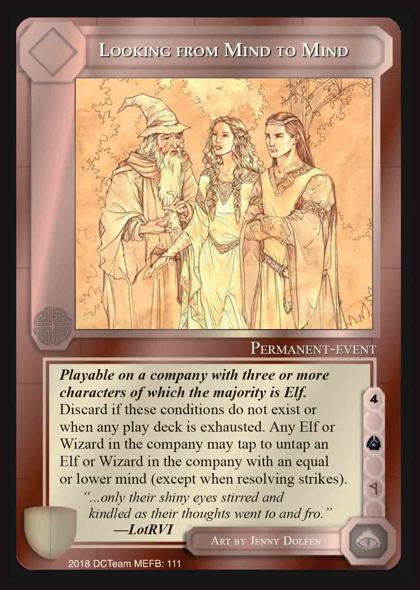 Looking from Mind to Mind
Permanent-event
Playable on a company with three or more
characters of which the majority is Elf.
Discard if these conditions do not exist or
when any play deck is exhausted. Any Elf or
Wizard in the company may tap to untap an
Elf or Wizard in the company with an equal
or lower mind (except when resolving strikes).
“...only their shiny eyes stirred and
kindled as their thoughts went to and fro.”
—LotRVI
4
Art by Jenny Dolfen
2018 DCTeam MEFB: 111